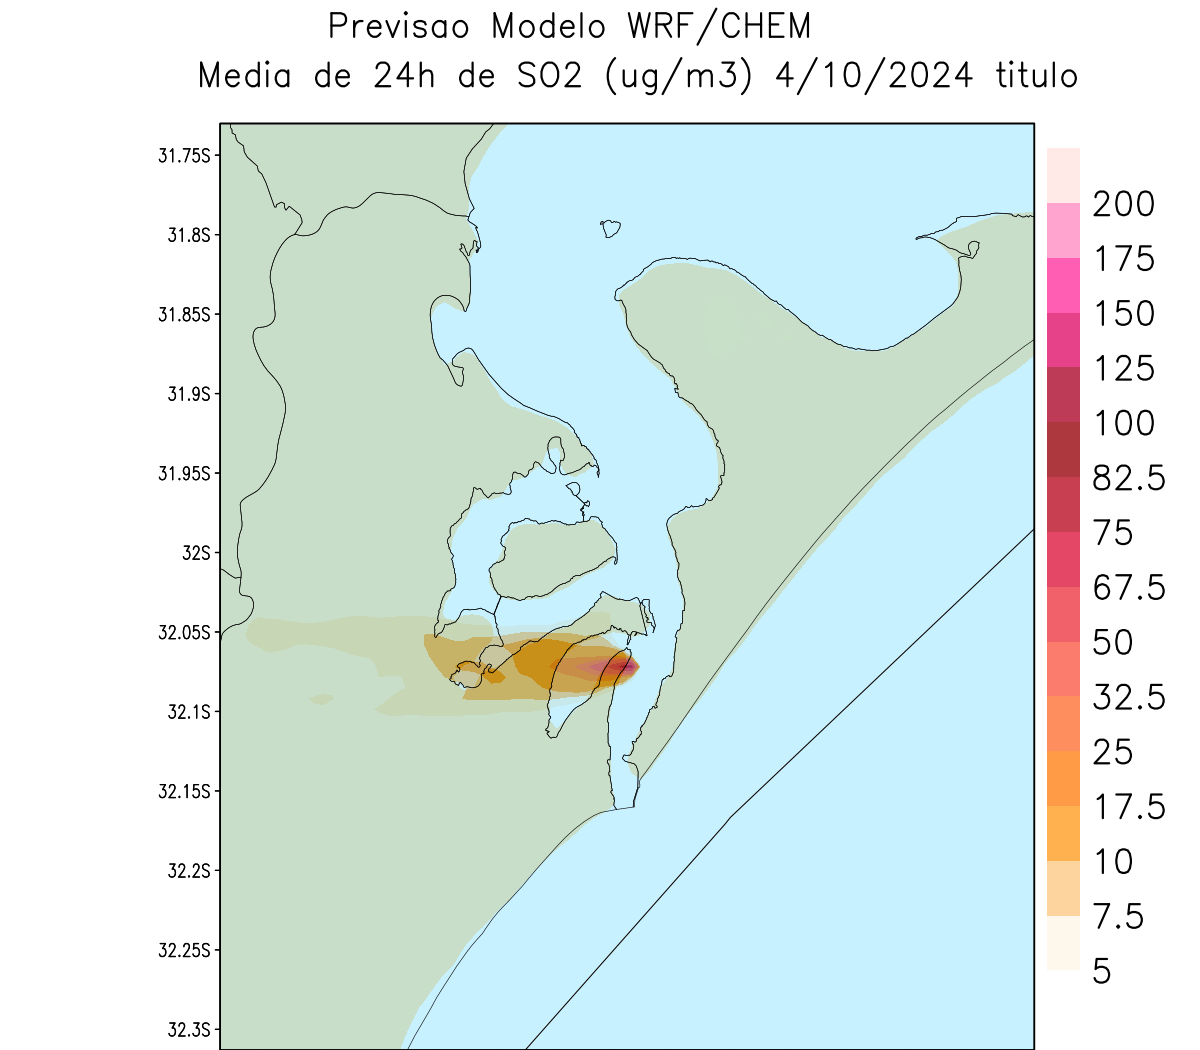 Previsao Modelo WRF/CHEM
Media de 24h de SO2 (ug/m3) 4/10/2024 titulo
31.75S
31.8S
31.85S
31.9S
31.95S
32S
32.05S
32.1S
32.15S
32.2S
32.25S
32.3S
200
175
150
125
100
82.5
75
67.5
50
32.5
25
17.5
10
7.5
5